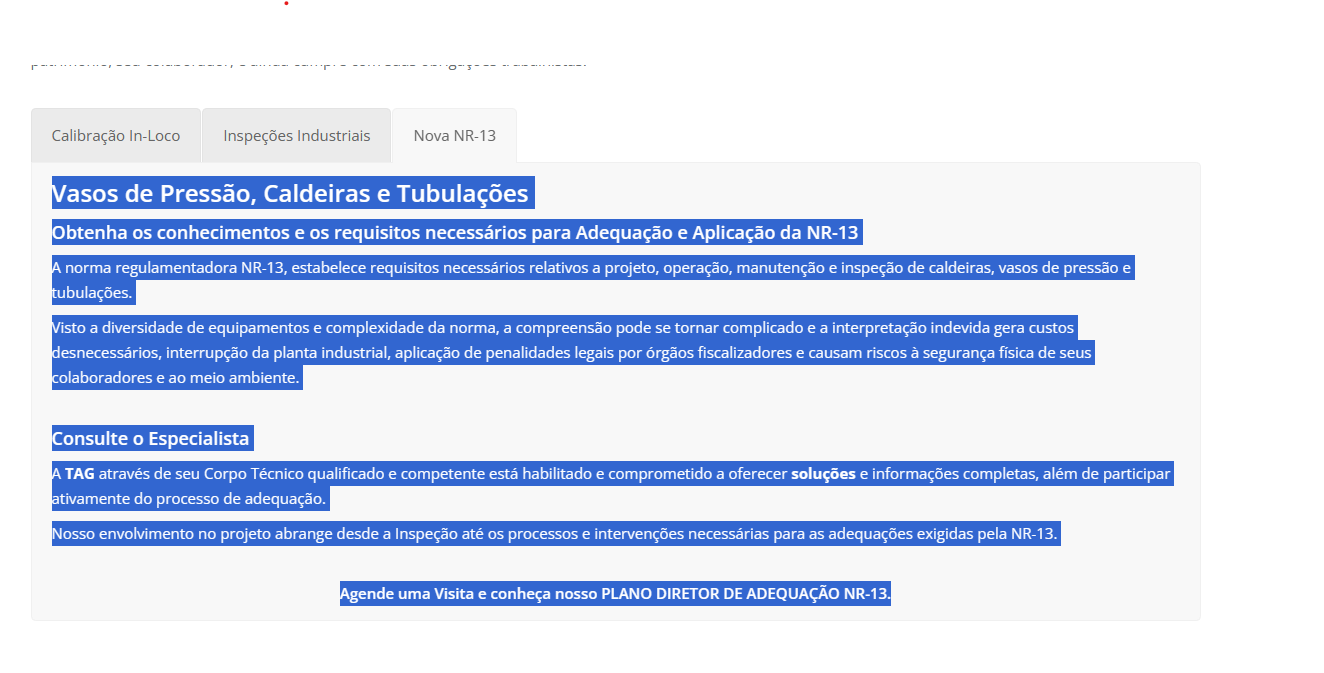 Calibração In-Loco
Inspeções Industriais
Nova NR-13
Vasos de Pressão, Caldeiras e Tubulações
Obtenha os conhecimentos e os requisitos necessários para Adequação e Aplicação da NR-13
A norma regulamentadora NR-13, estabelece requisitos necessários relativos a projeto, operação, manutenção e inspeção de caldeiras, vasos de pressão e
tubulações.
Visto a diversidade de equipamentos e complexidade da norma, a compreensão pode se tornar complicado e a interpretação indevida gera custos
desnecessários, interrupção da planta industrial, aplicação de penalidades legais por órgãos fiscalizadores e causam riscos à segurança física de seus
colaboradores e ao meio ambiente.
Consulte o Especialista
A TAG através de seu Corpo Técnico qualificado e competente está habilitado e comprometido a oferecer soluções e informações completas, além de participar
ativamente do processo de adequação.
Nosso envolvimento no projeto abrange desde a Inspeção até os processos e intervenções necessárias para as adequações exigidas pela NR-13.
Agende uma Visita e conheça nosso PLANO DIRETOR DE ADEQUAÇÃO NR-13.